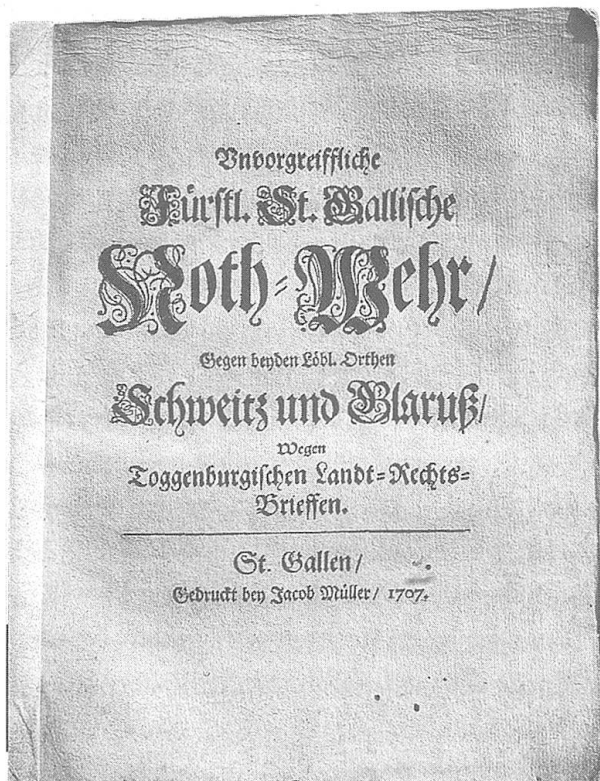 Vnvorgreiffliche
Fürstl. St. Gallische
Noth-Wehr/
Gegen beyden Löbl. Orthen
Schweitz und Glaruß/
Wegen
Toggenburgischen Landt-Rechts-
Brieffen.
St. Gallen/
Gedruckt bey Jacob Müller/ 1707.